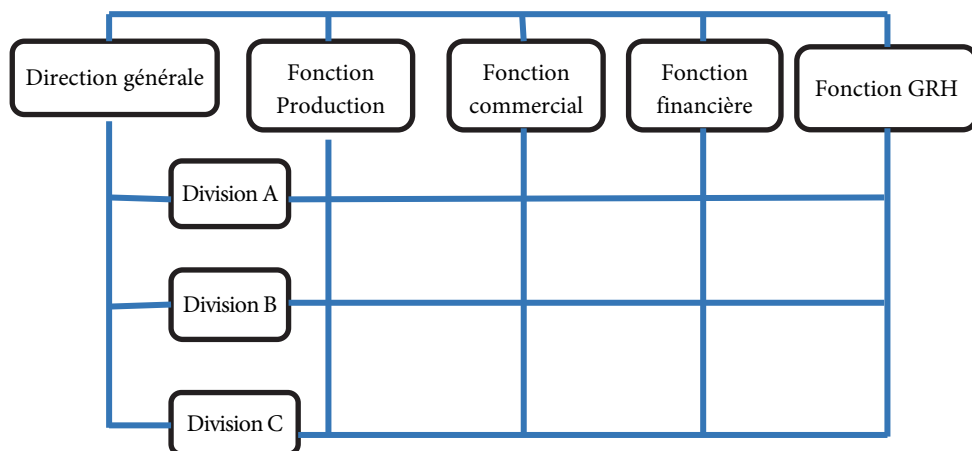 Direction générale
Fonction
Production
Fonction
commercial
Fonction
financière
Fonction GRH
Division A
Division B
Division C